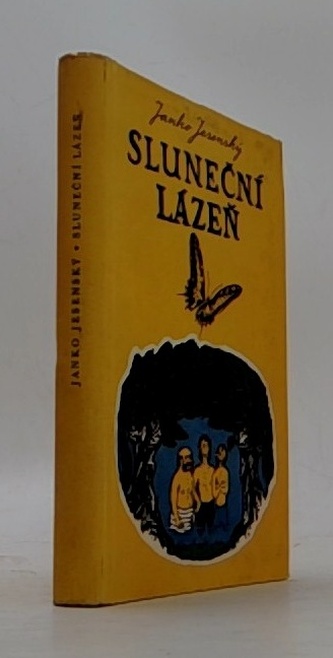 Janko Jesenský
SLUNEČNÍ
LÁZEŇ
JANKO JESENSKÝ • SLUNEČNÍ LÁZEŇ